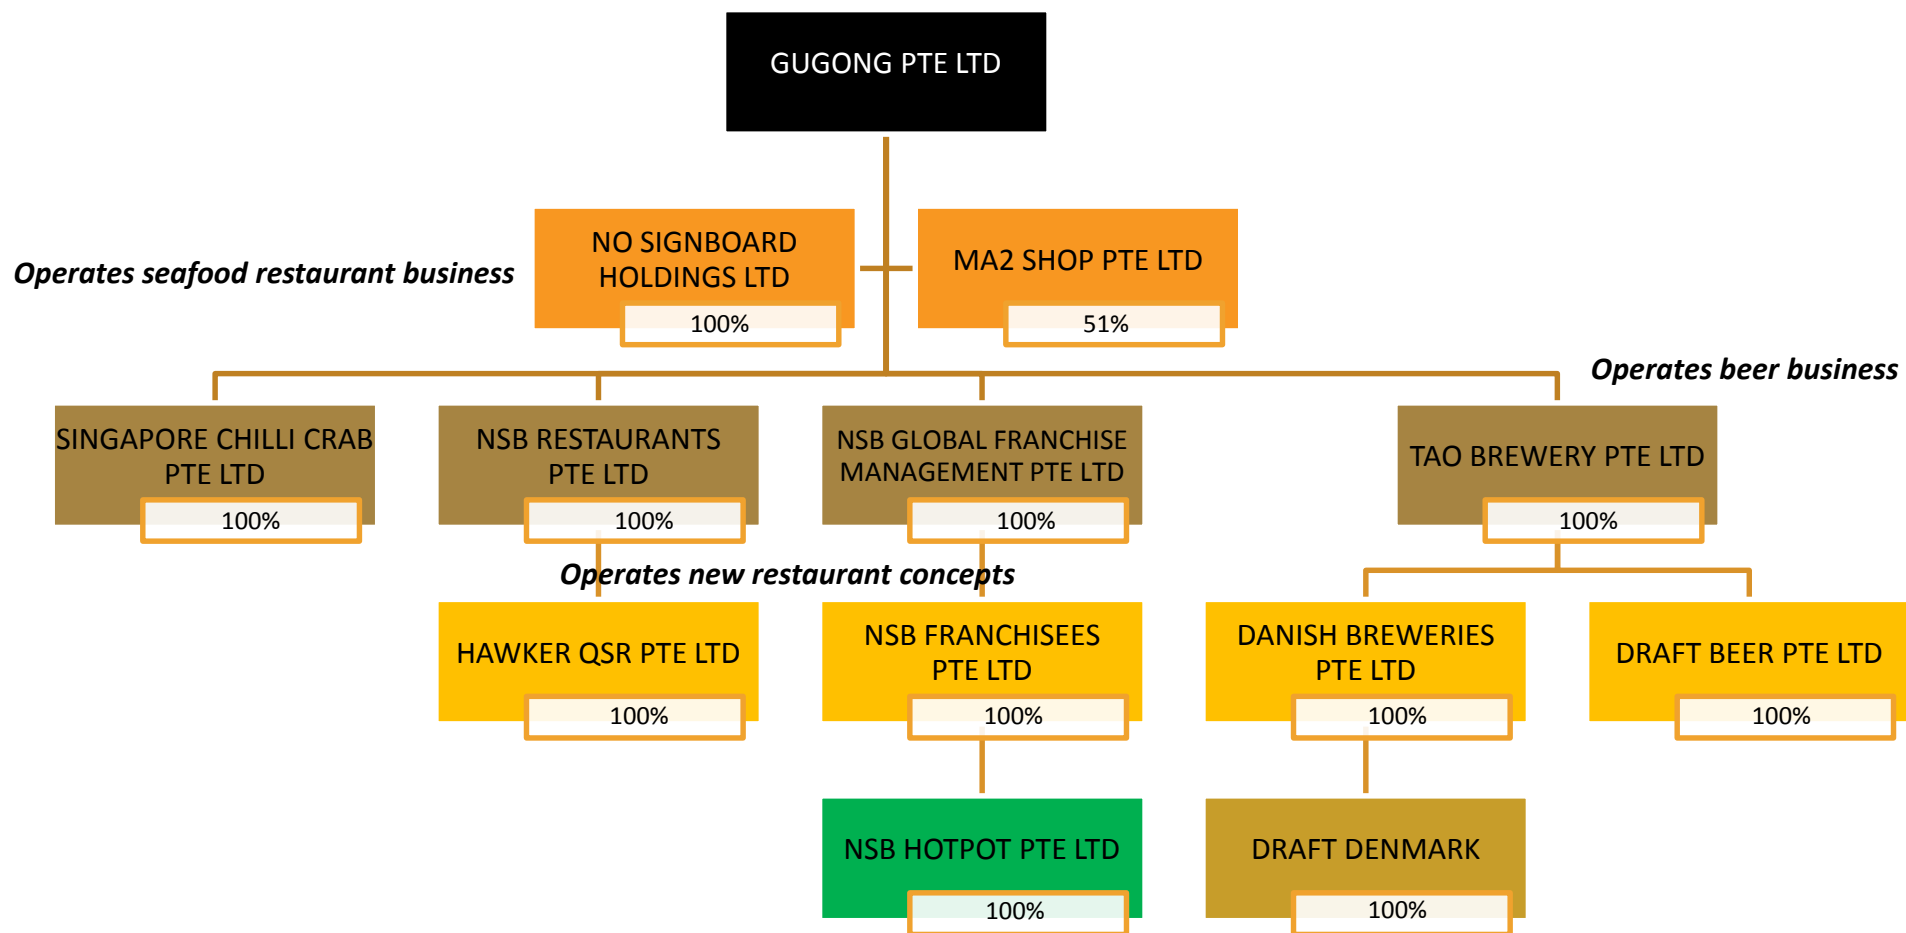 GUGONG PTE LTD
NO SIGNBOARD
HOLDINGS LTD
100%
MA2 SHOP PTE LTD
51%
Operates seafood restaurant business
Operates beer business
SINGAPORE CHILLI CRAB
PTE LTD
100%
NSB RESTAURANTS
PTE LTD
100%
NSB GLOBAL FRANCHISE
MANAGEMENT PTE LTD
100%
TAO BREWERY PTE LTD
100%
Operates new restaurant concepts
HAWKER QSR PTE LTD
100%
NSB FRANCHISEES
PTE LTD
100%
DANISH BREWERIES
PTE LTD
100%
DRAFT BEER PTE LTD
100%
NSB HOTPOT PTE LTD
100%
DRAFT DENMARK
100%